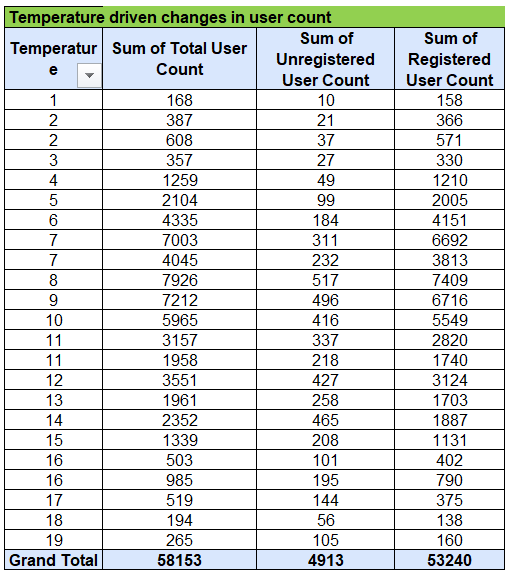 Temperature driven changes in user count
Temperatur
e
Sum of Total User
Count
Sum of
Unregistered
User Count
Sum of
Registered
User Count
1 168 10 158
2 387 21 366
2 608 37 571
3 357 27 330
4 1259 49 1210
5 2104 99 2005
6 4335 184 4151
7 7003 311 6692
7 4045 232 3813
8 7926 517 7409
9 7212 496 6716
10 5965 416 5549
11 3157 337 2820
11 1958 218 1740
12 3551 427 3124
13 1961 258 1703
14 2352 465 1887
15 1339 208 1131
16 503 101 402
16 985 195 790
17 519 144 375
18 194 56 138
19 265 105 160
Grand Total 58153 4913 53240